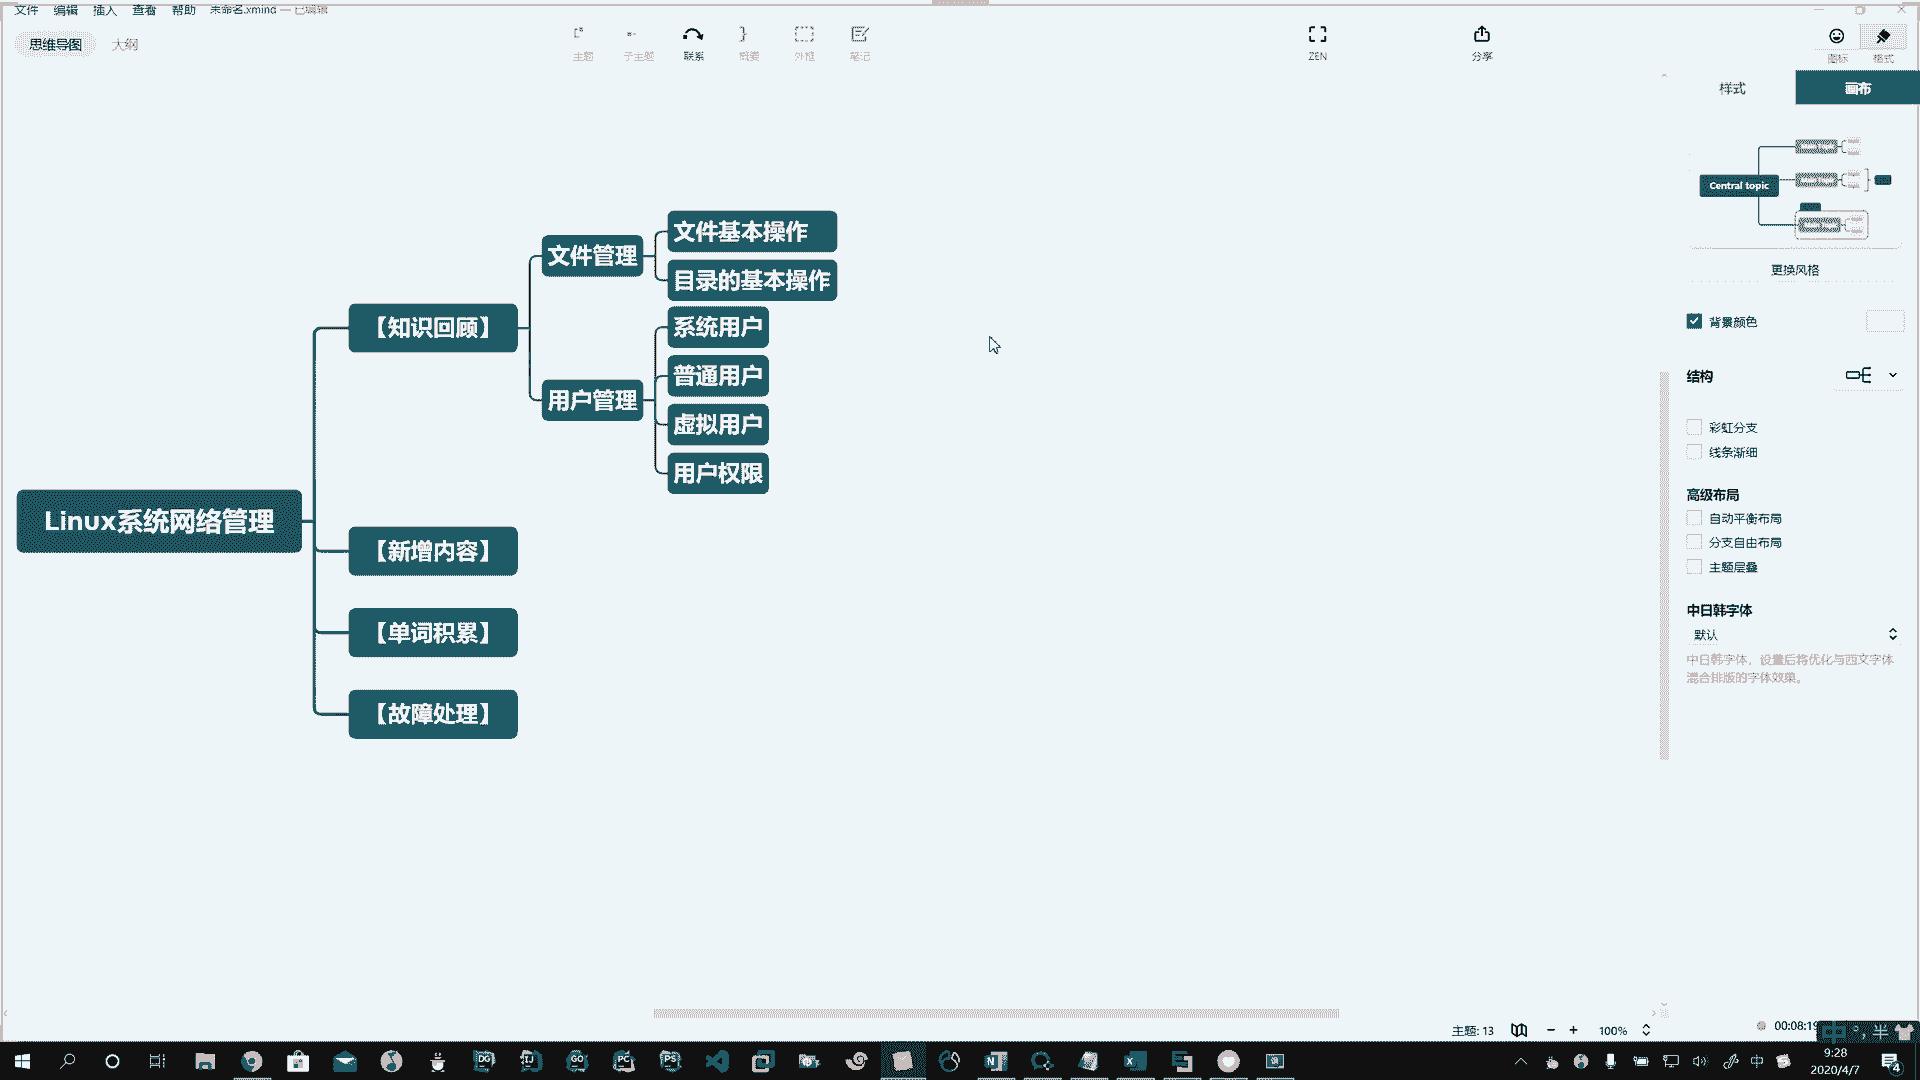 文件 编辑 插入 查看 帮助 未命名.xmind — 已编辑
思维导图 大纲
主题 子主题 联系 概要 外框 笔记 ZEN 分享 图标 格式
样式 画布
Central topic
更换风格
背景颜色
结构
彩虹分支
线条渐细
高级布局
自动平衡布局
分支自由布局
主题层叠
中日韩字体
默认
中日韩字体，设置后将优化与西文字体
混合排版的字体效果。
Linux系统网络管理
【知识回顾】
文件管理
文件基本操作
目录的基本操作
用户管理
系统用户
普通用户
虚拟用户
用户权限
【新增内容】
【单词积累】
【故障处理】
主题: 13 100% 00:08:19
中 半
DG IJ GO PC PS
中 9:28
2020/4/7
4